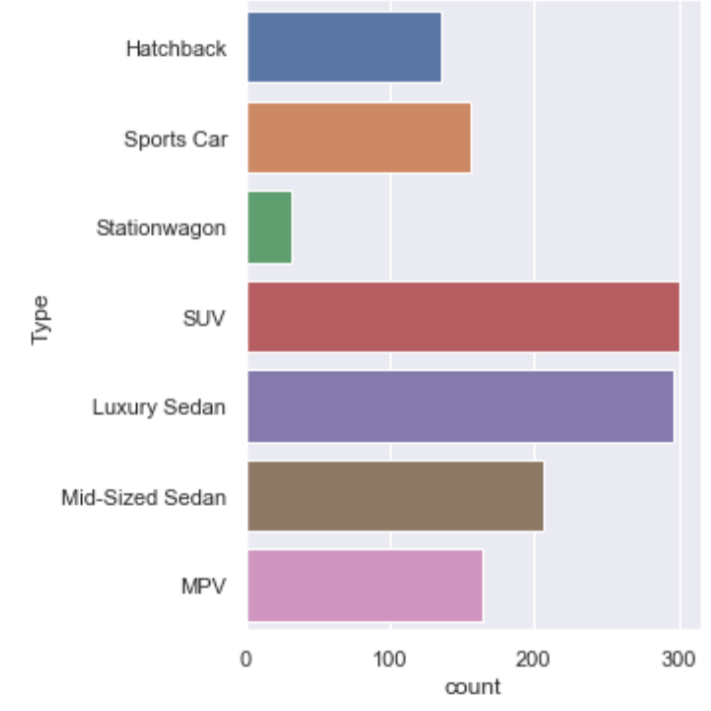 Hatchback
Sports Car
Stationwagon
SUV
Luxury Sedan
Mid-Sized Sedan
MPV
Type
0 100 200 300
count